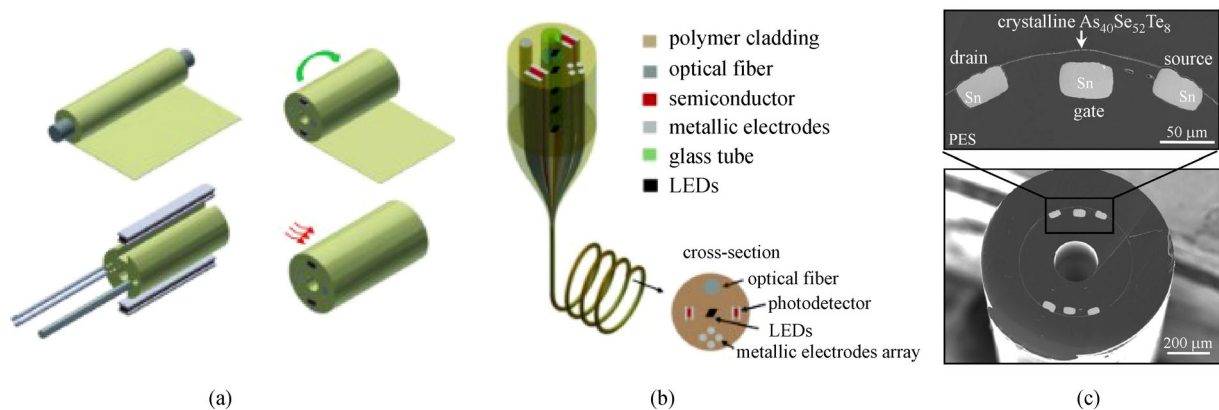 polymer cladding
optical fiber
semiconductor
metallic electrodes
glass tube
LEDs
cross-section
optical fiber
photodetector
LEDs
metallic electrodes array
crystalline As40Se52Te8
drain
source
Sn
Sn
Sn
gate
PES
50 μm
200 μm
(a)
(b)
(c)